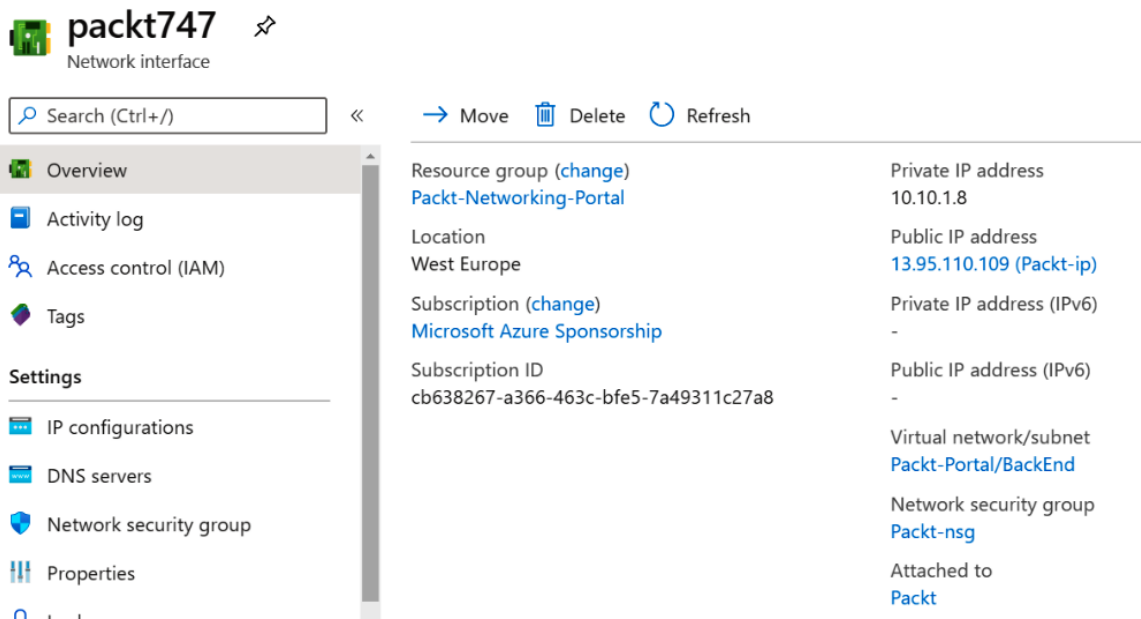 packt747
Network interface
Search (Ctrl+/)
«
Overview
Activity log
Access control (IAM)
Tags
Settings
IP configurations
DNS servers
Network security group
Properties
Move
Delete
Refresh
Resource group (change)
Packt-Networking-Portal
Location
West Europe
Subscription (change)
Microsoft Azure Sponsorship
Subscription ID
cb638267-a366-463c-bfe5-7a49311c27a8
Private IP address
10.10.1.8
Public IP address
13.95.110.109 (Packt-ip)
Private IP address (IPv6)
-
Public IP address (IPv6)
-
Virtual network/subnet
Packt-Portal/BackEnd
Network security group
Packt-nsg
Attached to
Packt